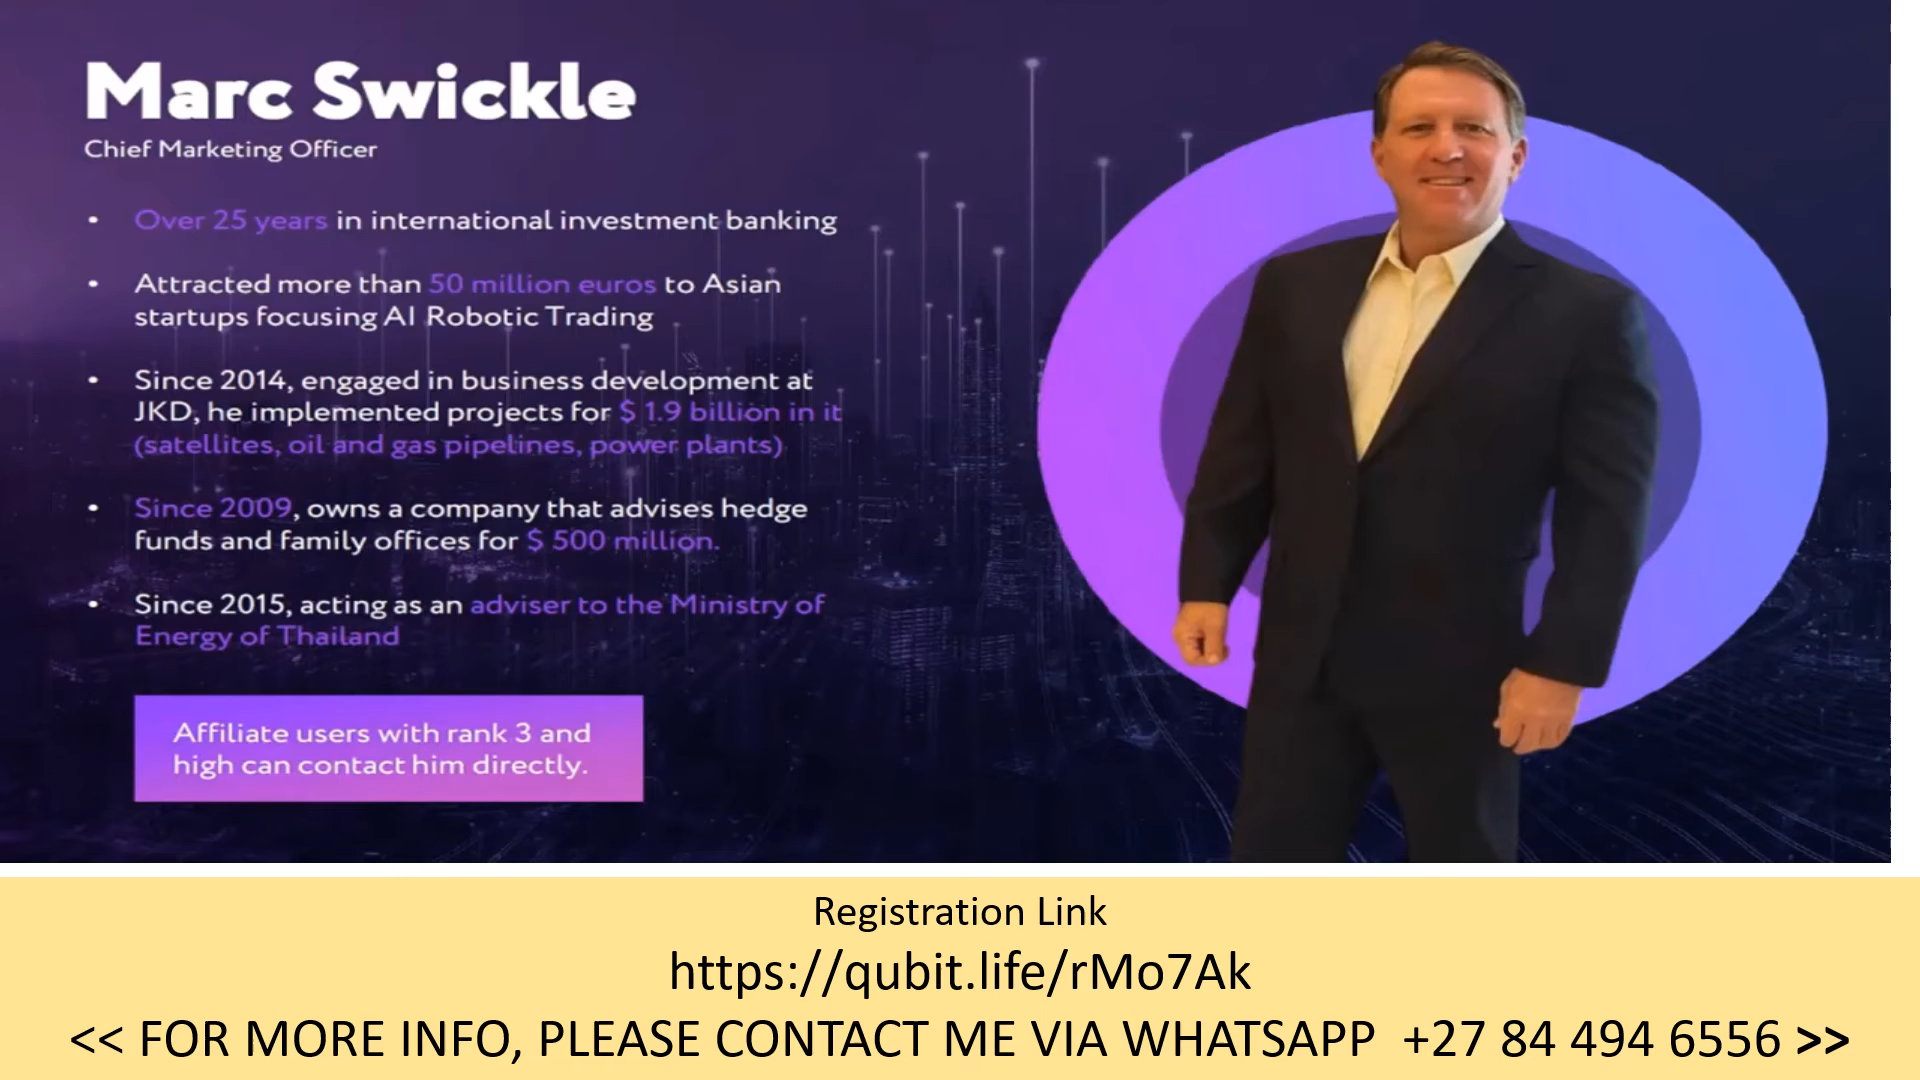 Marc Swickle
Chief Marketing Officer
• Over 25 years in international investment banking
• Attracted more than 50 million euros to Asian
startups focusing AI Robotic Trading
• Since 2014, engaged in business development at
JKD, he implemented projects for $ 1.9 billion in it
(satellites, oil and gas pipelines, power plants)
• Since 2009, owns a company that advises hedge
funds and family offices for $ 500 million.
• Since 2015, acting as an adviser to the Ministry of
Energy of Thailand
Affiliate users with rank 3 and
high can contact him directly.
Registration Link
https://qubit.life/rMo7Ak
<< FOR MORE INFO, PLEASE CONTACT ME VIA WHATSAPP +27 84 494 6556 >>